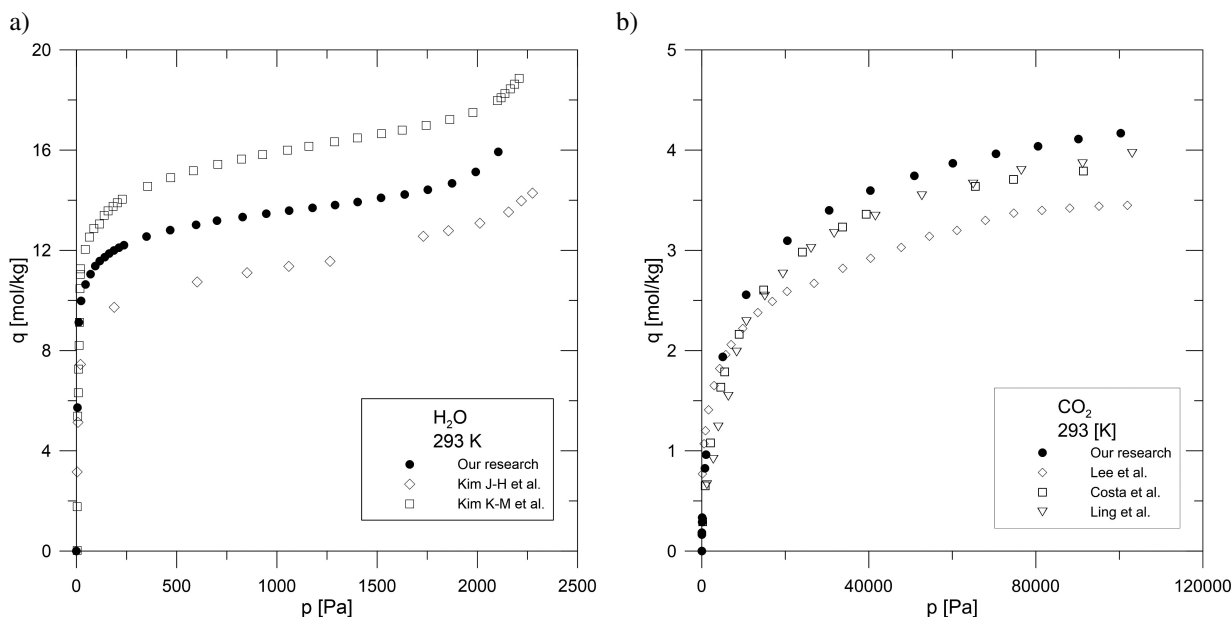 a)
20
16
12
8
4
0
q [mol/kg]
0
500
1000
1500
2000
2500
p [Pa]
H₂O
293 K
Our research
Kim J-H et al.
Kim K-M et al.
b)
5
4
3
2
1
0
q [mol/kg]
0
40000
80000
120000
p [Pa]
CO₂
293 [K]
Our research
Lee et al.
Costa et al.
Ling et al.